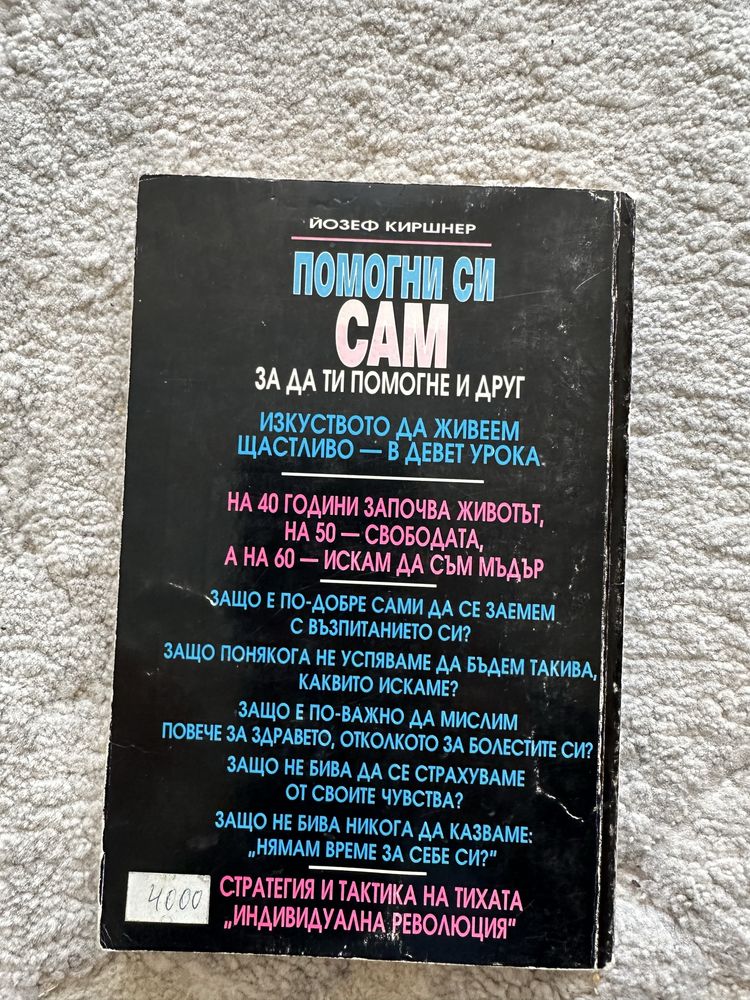 ЙОЗЕФ КИРШНЕР
ПОМОГНИ СИ
САМ
ЗА ДА ТИ ПОМОГНЕ И ДРУГ
ИЗКУСТВОТО ДА ЖИВЕЕМ
ЩАСТЛИВО — В ДЕВЕТ УРОКА
НА 40 ГОДИНИ ЗАПОЧВА ЖИВОТЪТ,
НА 50 — СВОБОДАТА,
А НА 60 — ИСКАМ ДА СЪМ МЪДЪР
ЗАЩО Е ПО-ДОБРЕ САМИ ДА СЕ ЗАЕМЕМ
С ВЪЗПИТАНИЕТО СИ?
ЗАЩО ПОНЯКОГА НЕ УСПЯВАМЕ ДА БЪДЕМ ТАКИВА,
КАКВИТО ИСКАМЕ?
ЗАЩО Е ПО-ВАЖНО ДА МИСЛИМ
ПОВЕЧЕ ЗА ЗДРАВЕТО, ОТКОЛКОТО ЗА БОЛЕСТИТЕ СИ?
ЗАЩО НЕ БИВА ДА СЕ СТРАХУВАМЕ
ОТ СВОИТЕ ЧУВСТВА?
ЗАЩО НЕ БИВА НИКОГА ДА КАЗВАМЕ:
„НЯМАМ ВРЕМЕ ЗА СЕБЕ СИ?"
4000
СТРАТЕГИЯ И ТАКТИКА НА ТИХАТА
„ИНДИВИДУАЛНА РЕВОЛЮЦИЯ"